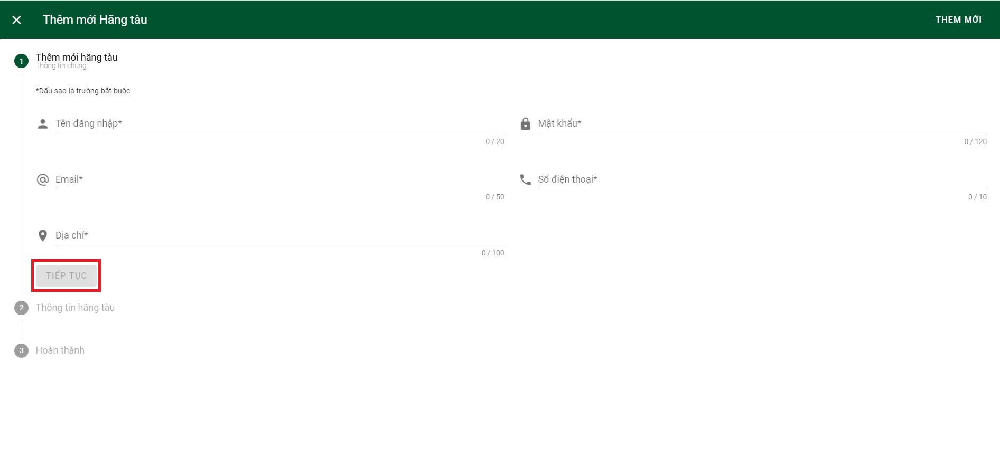 Thêm mới Hãng tàu
THÊM MỚI
1
Thêm mới hãng tàu
Thông tin chung
*Dấu sao là trường bắt buộc
Tên đăng nhập*
0 / 20
Mật khẩu*
0 / 120
Email*
0 / 50
Số điện thoại*
0 / 10
Địa chỉ*
0 / 100
TIẾP TỤC
2
Thông tin hãng tàu
3
Hoàn thành